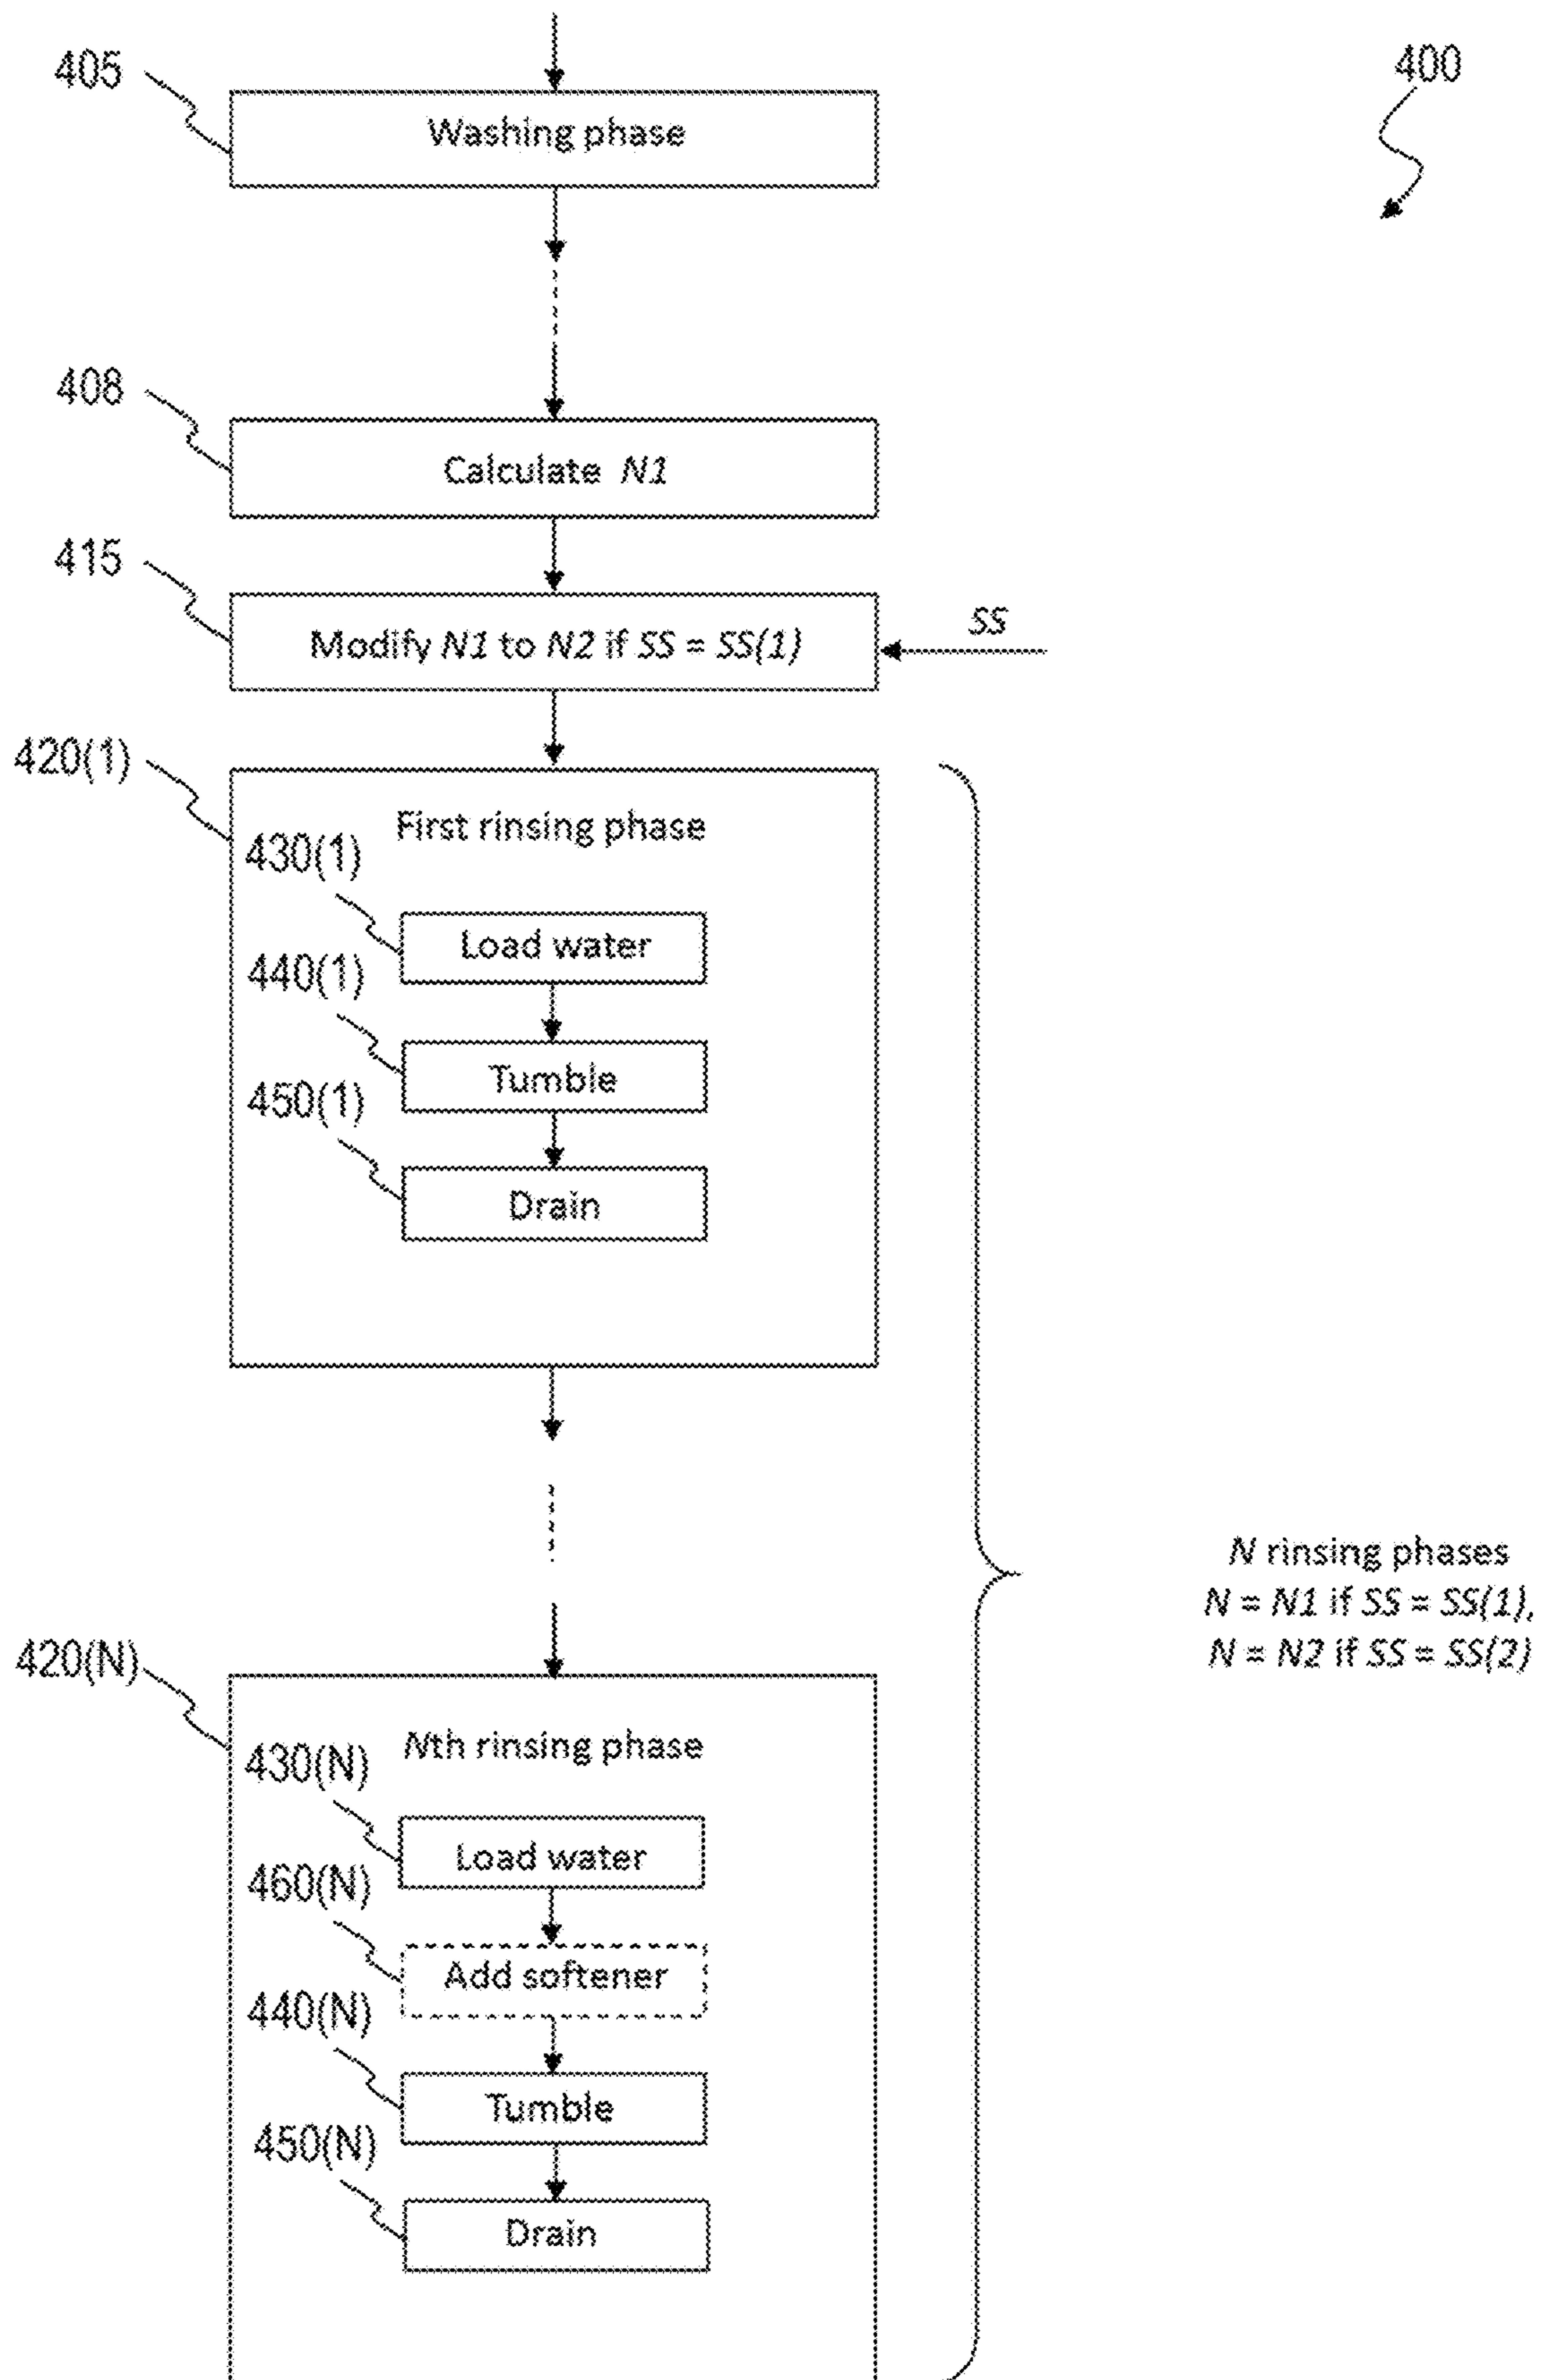 405
400
Washing phase
408
Calculate N1
415
Modify N1 to N2 if SS = SS(1)
SS
420(1)
First rinsing phase
430(1)
Load water
440(1)
Tumble
450(1)
Drain
N rinsing phases
N = N1 if SS = SS(1),
N = N2 if SS = SS(2)
420(N)
Nth rinsing phase
430(N)
Load water
460(N)
Add softener
440(N)
Tumble
450(N)
Drain